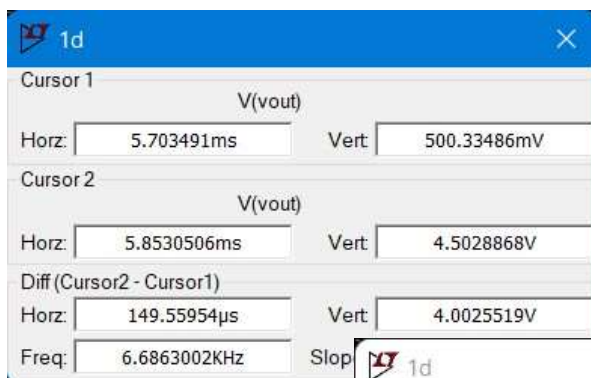 1d
Cursor 1
V(vout)
Horz: 5.703491ms Vert: 500.33486mV
Cursor 2
V(vout)
Horz: 5.8530506ms Vert: 4.5028868V
Diff (Cursor2 - Cursor1)
Horz: 149.55954µs Vert: 4.0025519V
Freq: 6.6863002KHz Slop
1d